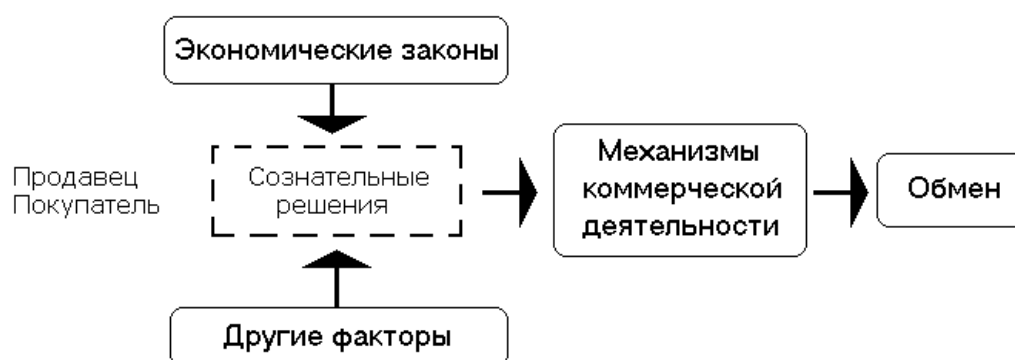 Экономические законы
Продавец
Покупатель
Сознательные
решения
Механизмы
коммерческой
деятельности
Обмен
Другие факторы